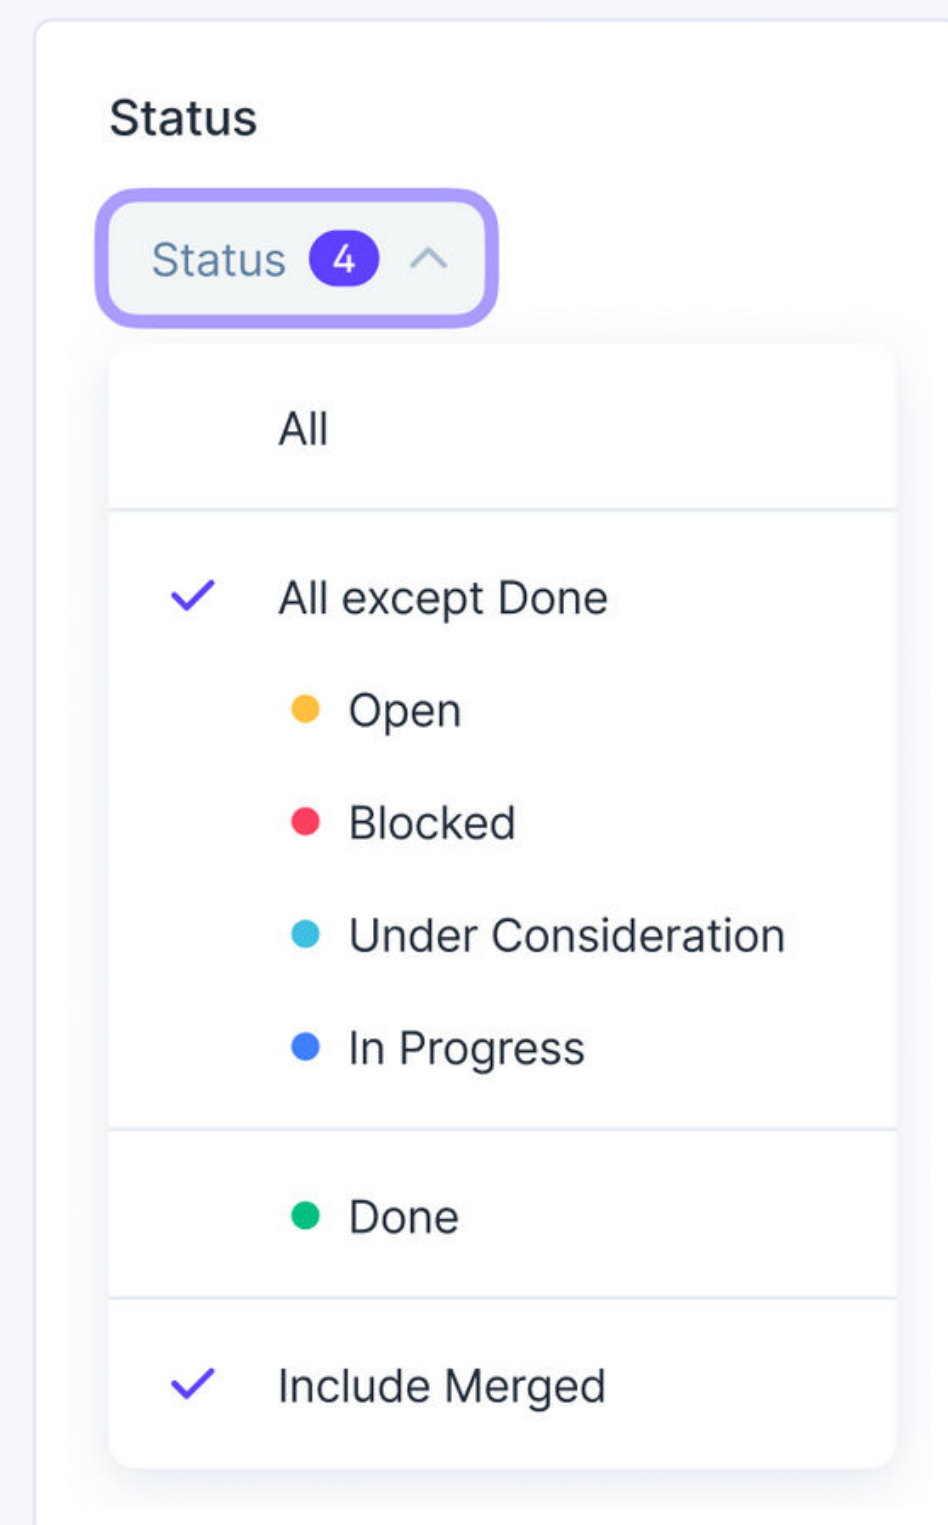 Status
Status 4
All
All except Done
Open
Blocked
Under Consideration
In Progress
Done
Include Merged